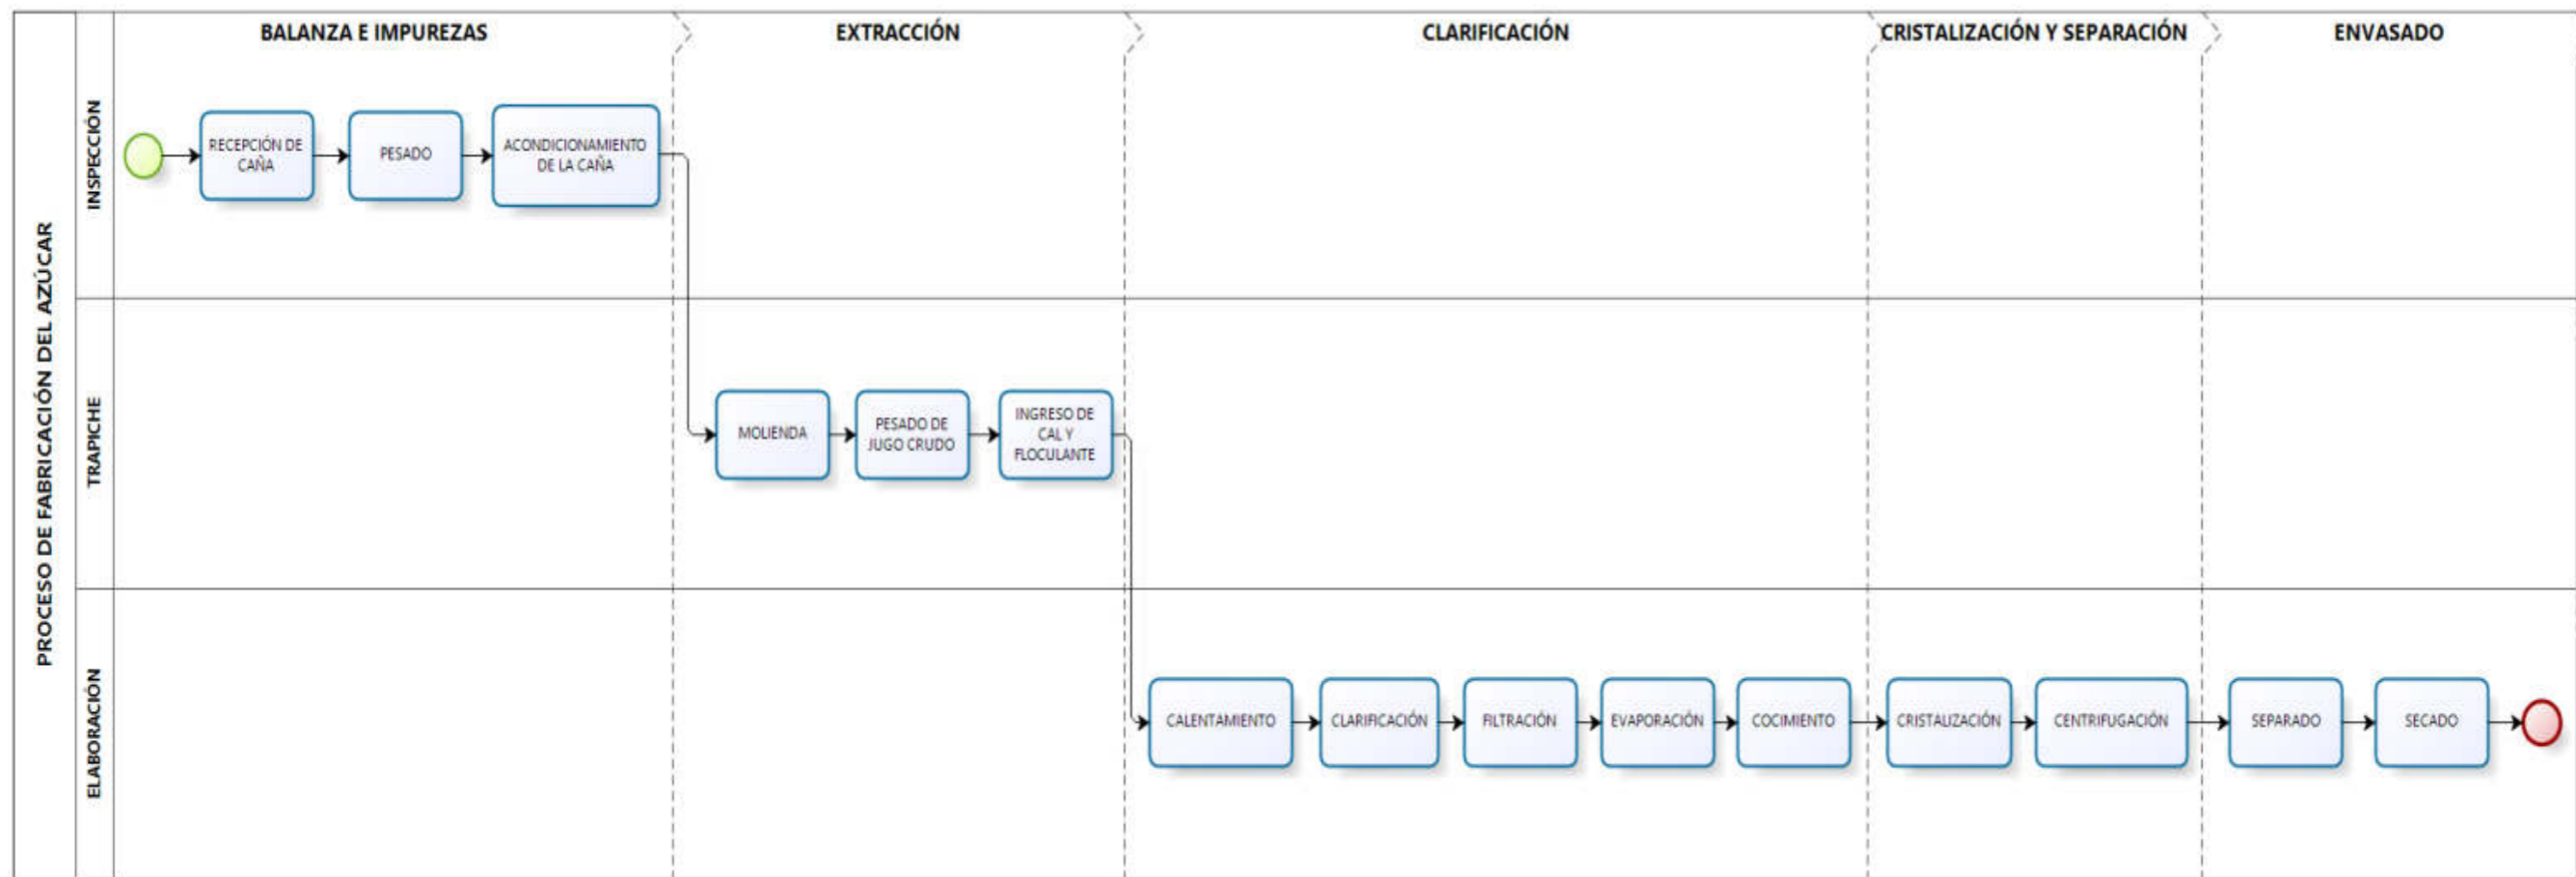 BALANZA E IMPUREZAS
EXTRACCIÓN
CLARIFICACIÓN
CRISTALIZACIÓN Y SEPARACIÓN
ENVASADO
PROCESO DE FABRICACIÓN DEL AZÚCAR
INSPECCIÓN
RECEPCIÓN DE
CAÑA
PESADO
ACONDICIONAMIENTO
DE LA CAÑA
TRAPICHE
MOLIENDA
PESADO DE
JUGO CRUDO
INGRESO DE
CAL Y
FLOCULANTE
ELABORACIÓN
CALENTAMIENTO
CLARIFICACIÓN
FILTRACIÓN
EVAPORACIÓN
COCIMIENTO
CRISTALIZACIÓN
CENTRIFUGACIÓN
SEPARADO
SECADO